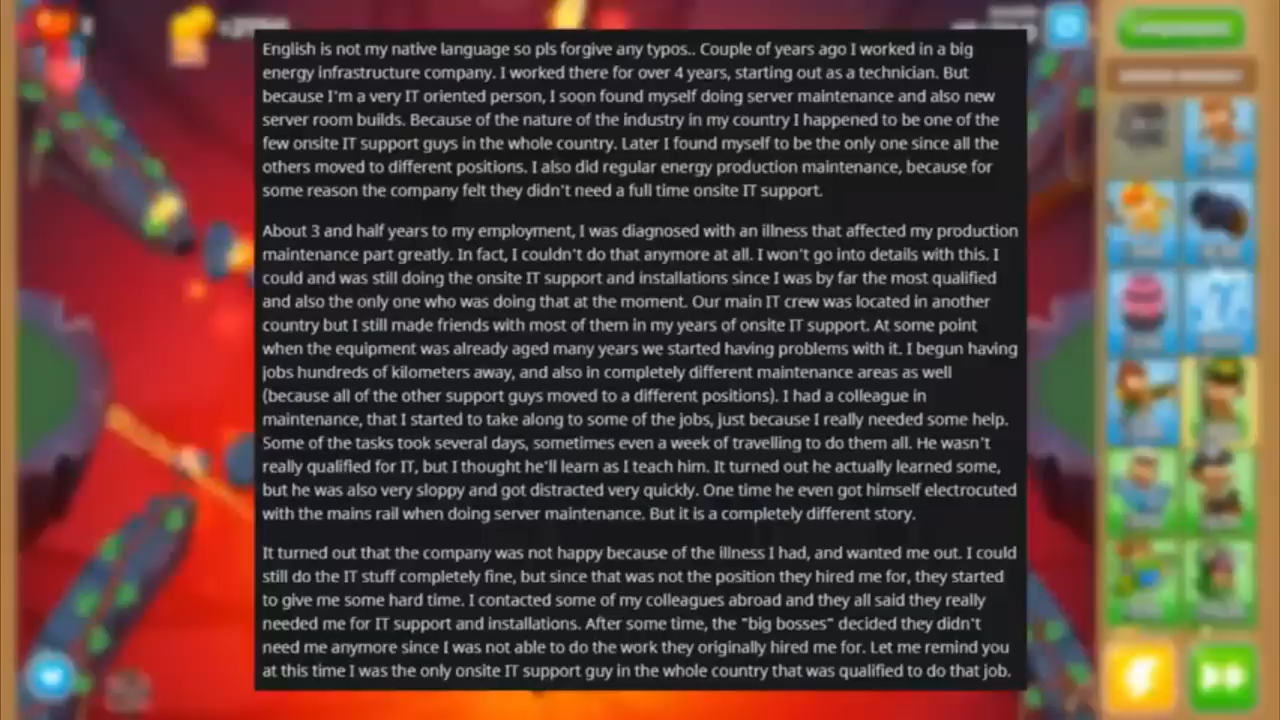 English is not my native language so pls forgive any typos.. Couple of years ago I worked in a big
energy infrastructure company. I worked there for over 4 years, starting out as a technician. But
because I'm a very IT oriented person, I soon found myself doing server maintenance and also new
server room builds. Because of the nature of the industry in my country I happened to be one of the
few onsite IT support guys in the whole country. Later I found myself to be the only one since all the
others moved to different positions. I also did regular energy production maintenance, because for
some reason the company felt they didn't need a full time onsite IT support.
About 3 and half years to my employment, I was diagnosed with an illness that affected my production
maintenance part greatly. In fact, I couldn't do that anymore at all. I won't go into details with this. I
could and was still doing the onsite IT support and installations since I was by far the most qualified
and also the only one who was doing that at the moment. Our main IT crew was located in another
country but I still made friends with most of them in my years of onsite IT support. At some point
when the equipment was already aged many years we started having problems with it. I begun having
jobs hundreds of kilometers away, and also in completely different maintenance areas as well
(because all of the other support guys moved to a different positions). I had a colleague in
maintenance, that I started to take along to some of the jobs, just because I really needed some help.
Some of the tasks took several days, sometimes even a week of travelling to do them all. He wasn't
really qualified for IT, but I thought he'll learn as I teach him. It turned out he actually learned some,
but he was also very sloppy and got distracted very quickly. One time he even got himself electrocuted
with the mains rail when doing server maintenance. But it is a completely different story.
It turned out that the company was not happy because of the illness I had, and wanted me out. I could
still do the IT stuff completely fine, but since that was not the position they hired me for, they started
to give me some hard time. I contacted some of my colleagues abroad and they all said they really
needed me for IT support and installations. After some time, the "big bosses" decided they didn't
need me anymore since I was not able to do the work they originally hired me for. Let me remind you
at this time I was the only onsite IT support guy in the whole country that was qualified to do that job.